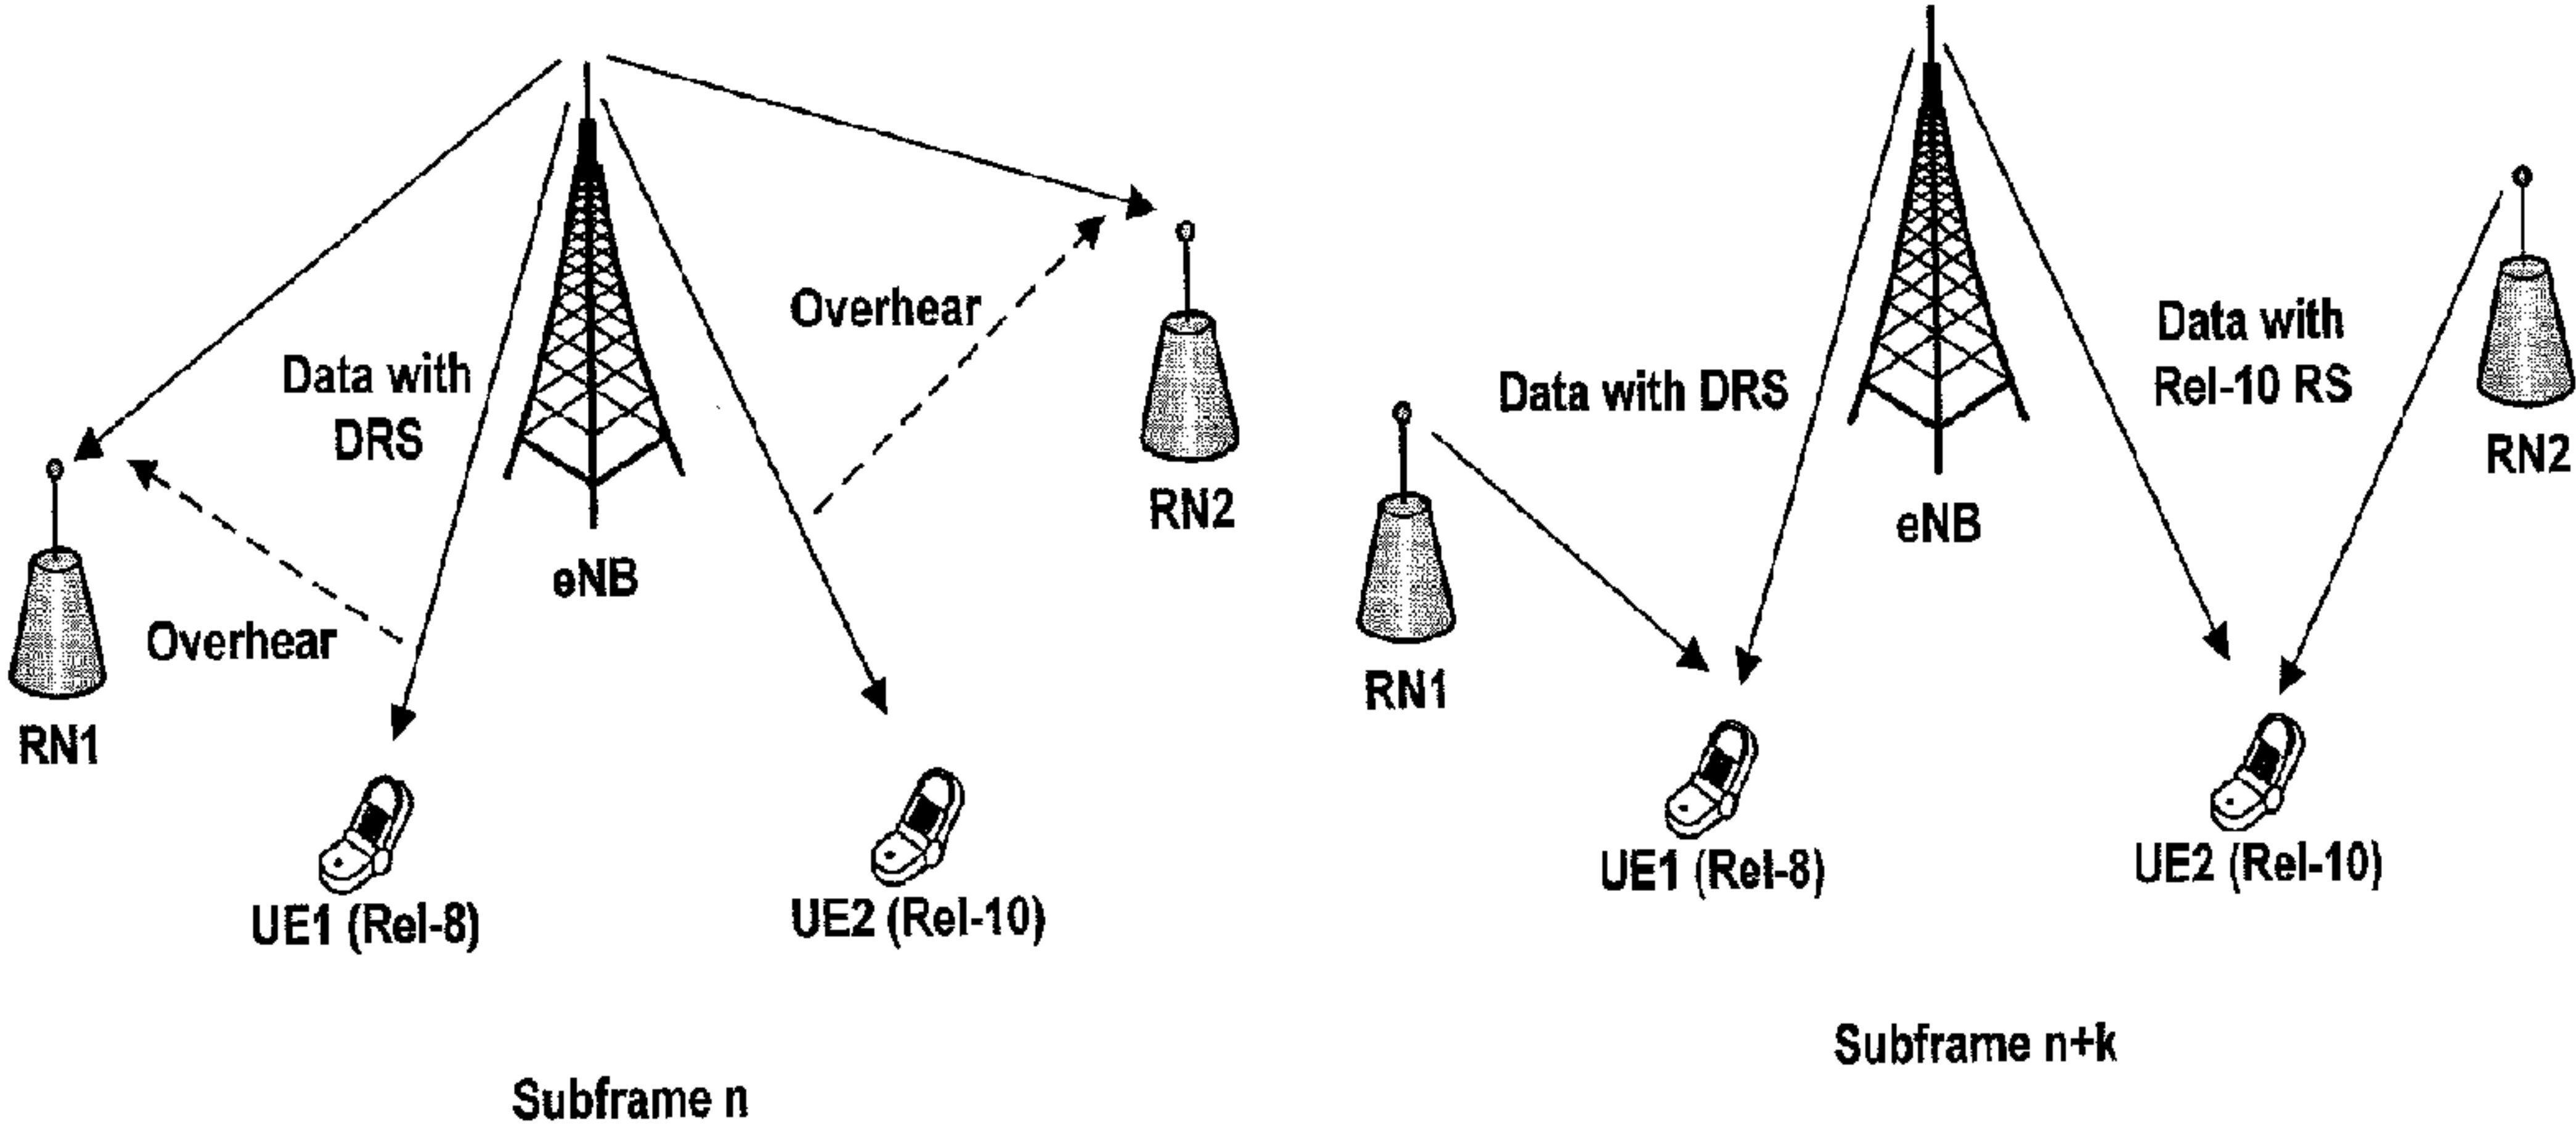 Overhear
Data with
DRS
RN2
eNB
Overhear
RN1
UE1 (Rel-8)
UE2 (Rel-10)
Subframe n
Data with
Rel-10 RS
Data with DRS
RN2
eNB
RN1
UE1 (Rel-8)
UE2 (Rel-10)
Subframe n+k